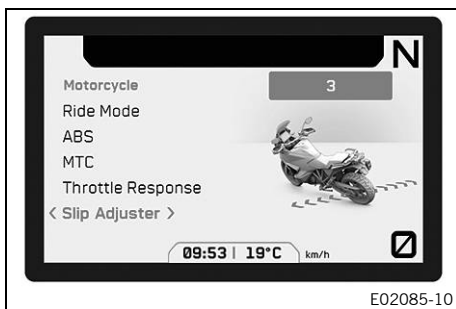 N
Motorcycle
3
Ride Mode
ABS
MTC
Throttle Response
< Slip Adjuster >
09:53 | 19°C km/h
E02085-10